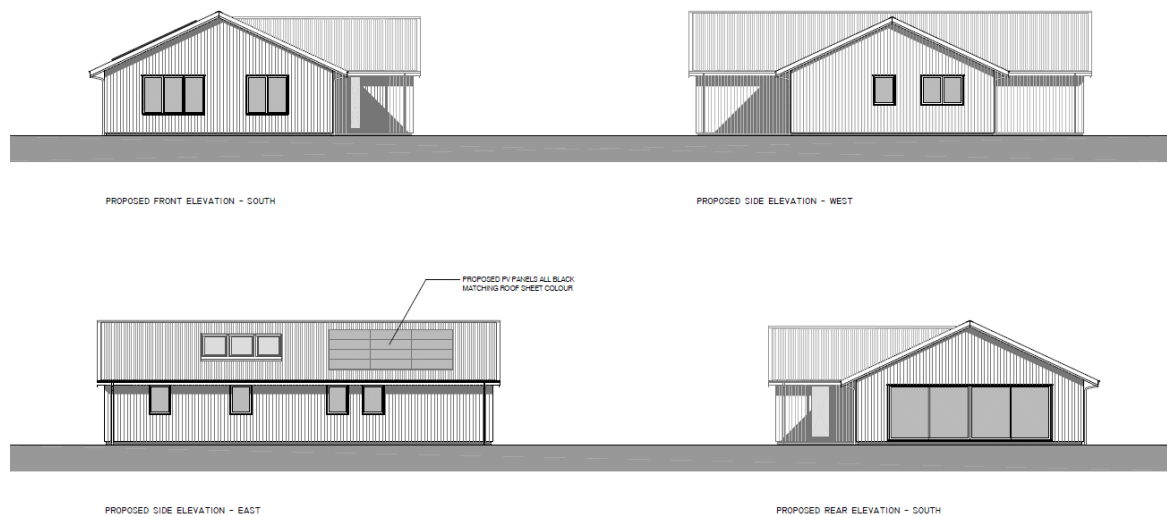 PROPOSED FRONT ELEVATION - SOUTH
PROPOSED SIDE ELEVATION - WEST
PROPOSED PV PANELS ALL BLACK
MATCHING ROOF SHEET COLOUR
PROPOSED SIDE ELEVATION - EAST
PROPOSED REAR ELEVATION - SOUTH